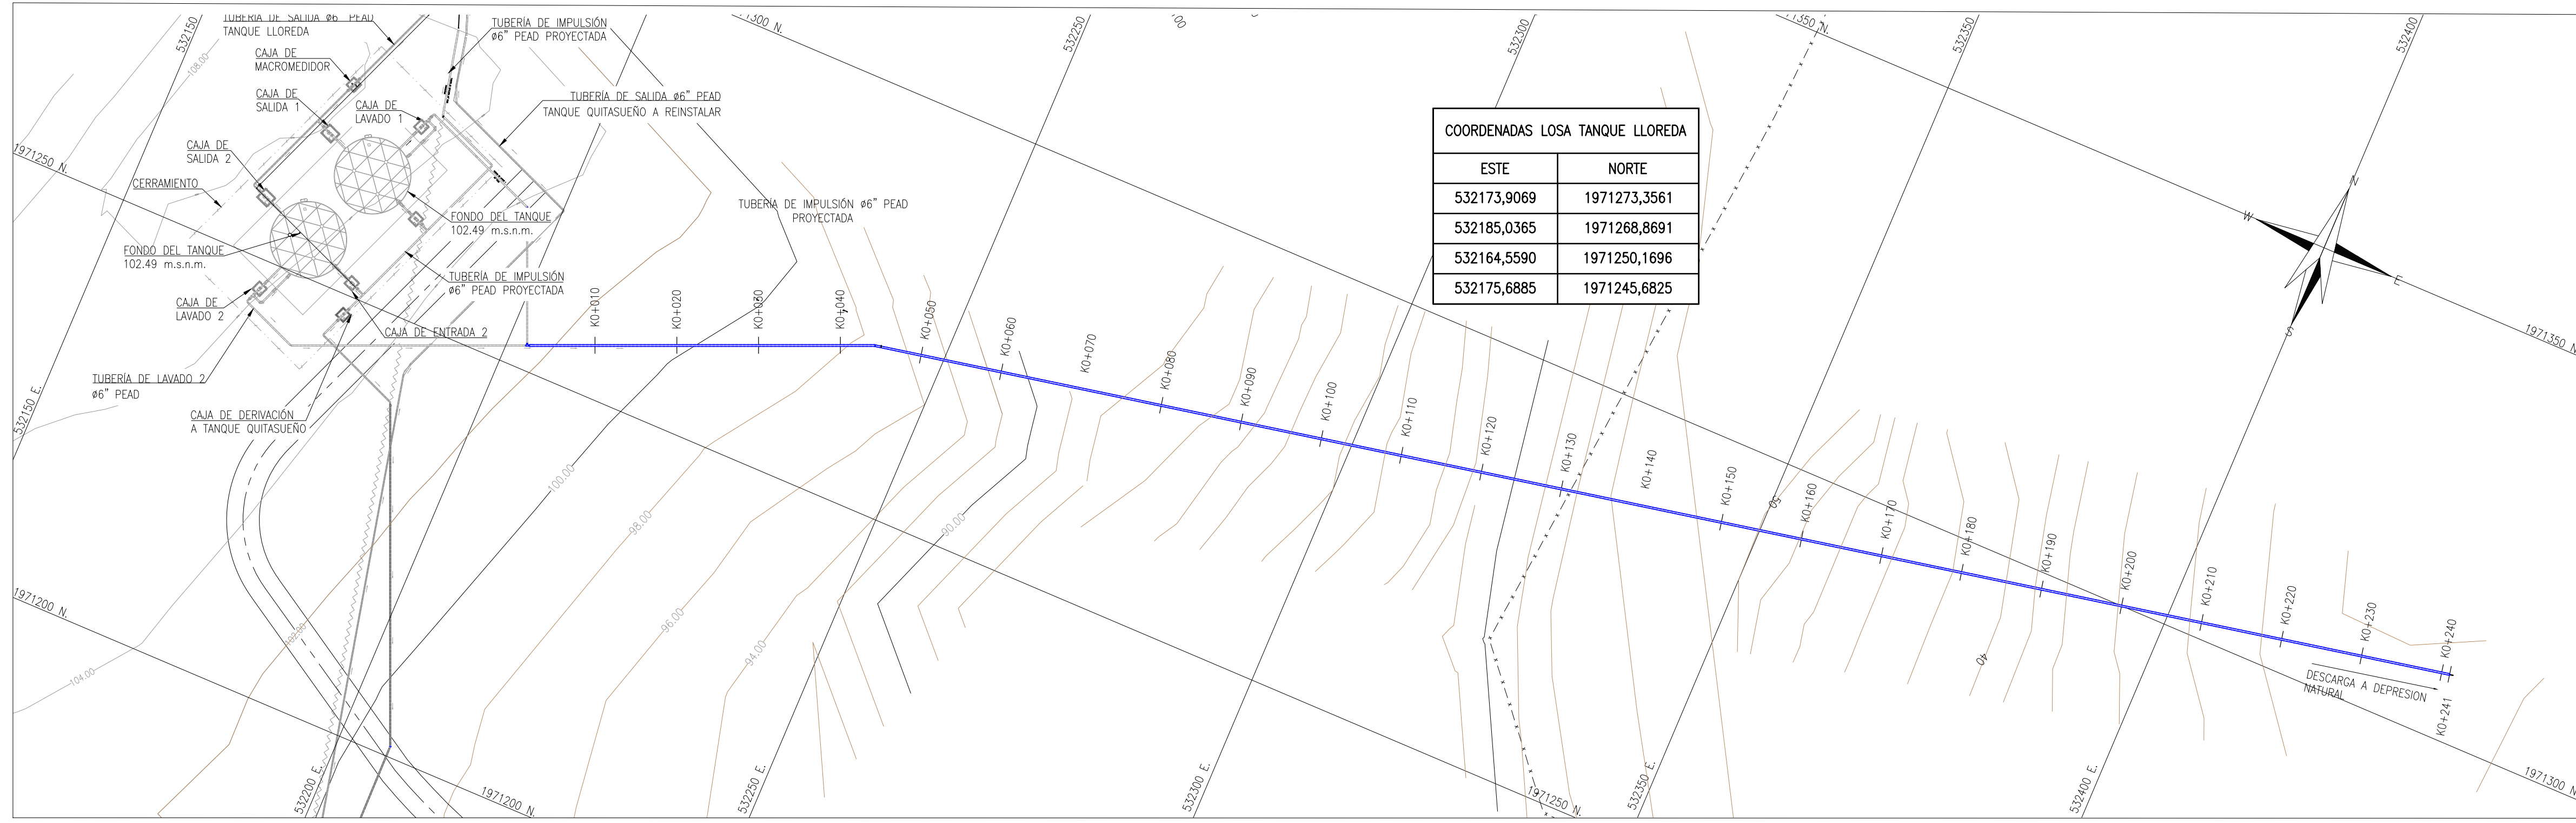 TUBERÍA DE SALIDA ø6" PEAD
TANQUE LLOREDA
CAJA DE
MACROMEDIDOR
CAJA DE
SALIDA 1
CAJA DE
LAVADO 1
CAJA DE
SALIDA 2
CERRAMIENTO
FONDO DEL TANQUE
102.49 m.s.n.m.
CAJA DE
LAVADO 2
TUBERÍA DE LAVADO 2
ø6" PEAD
CAJA DE DERIVACIÓN
A TANQUE QUITASUEÑO
TUBERÍA DE IMPULSIÓN
ø6" PEAD PROYECTADA
TUBERÍA DE SALIDA ø6" PEAD
TANQUE QUITASUEÑO A REINSTALAR
FONDO DEL TANQUE
102.49 m.s.n.m.
TUBERÍA DE IMPULSIÓN
ø6" PEAD PROYECTADA
CAJA DE ENTRADA 2
TUBERÍA DE IMPULSIÓN ø6" PEAD
PROYECTADA
532150
532250
532300
532350
532400
1971250 N.
1300 N.
1350 N.
1971350 N.
108.00
00
532150 E.
1971200 N.
104.00
102.00
100.00
98.00
96.00
94.00
90.00
50
40
532200 E.
1971200 N.
532250 E.
532300 E.
1971250 N.
532350 E.
532400 E.
1971300 N.
K0+010
K0+020
K0+030
K0+040
K0+050
K0+060
K0+070
K0+080
K0+090
K0+100
K0+110
K0+120
K0+130
K0+140
K0+150
K0+160
K0+170
K0+180
K0+190
K0+200
K0+210
K0+220
K0+230
K0+240
K0+241
DESCARGA A DEPRESION
NATURAL
COORDENADAS LOSA TANQUE LLOREDA
ESTE NORTE
532173,9069 1971273,3561
532185,0365 1971268,8691
532164,5590 1971250,1696
532175,6885 1971245,6825
N
W
E
S